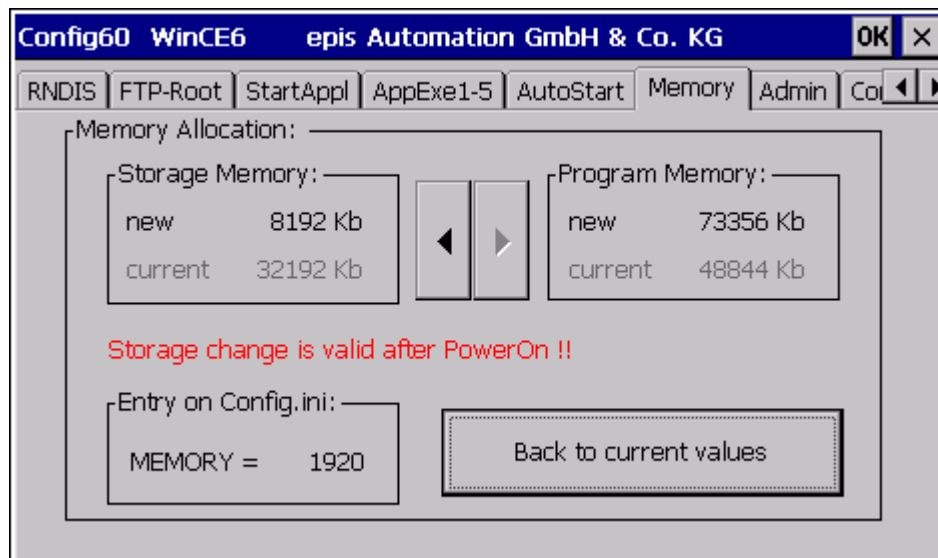 Config60 WinCE6 epis Automation GmbH & Co. KG OK
RNDIS FTP-Root StartAppl AppExe1-5 AutoStart Memory Admin
Memory Allocation:
Storage Memory: Program Memory:
new 8192 Kb new 73356 Kb
current 32192 Kb current 48844 Kb
Storage change is valid after PowerOn !!
Entry on Config.ini:
MEMORY = 1920 Back to current values